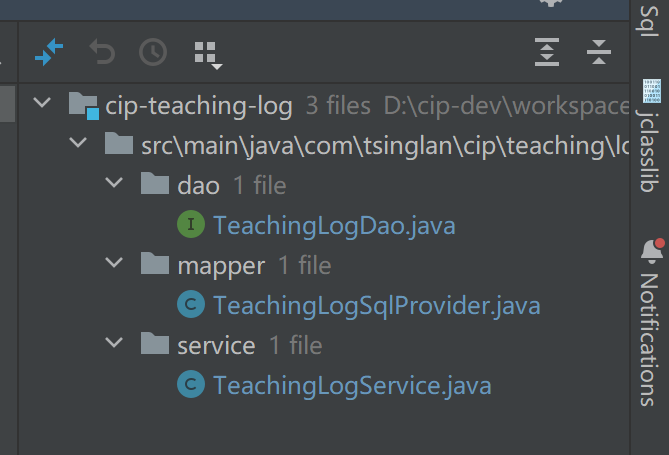 cip-teaching-log 3 files D:\cip-dev\workspace
src\main\java\com\tsinglan\cip\teaching\lo
dao 1 file
I TeachingLogDao.java
mapper 1 file
C TeachingLogSqlProvider.java
service 1 file
C TeachingLogService.java
Sql
jclasslib
Notifications